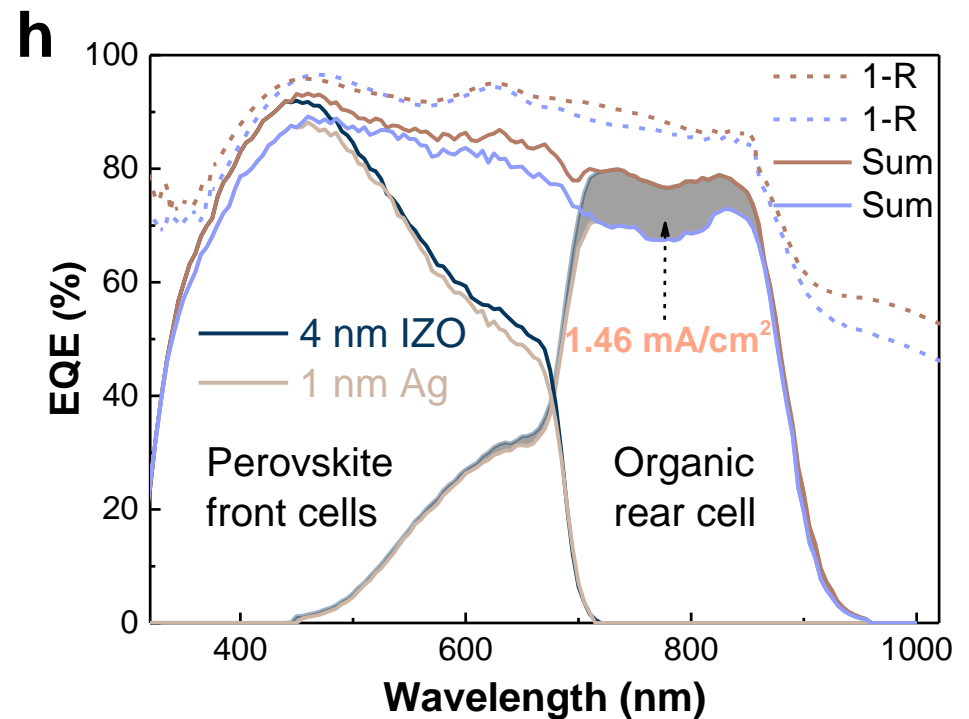 h
100
80
60
40
20
0
EQE (%)
1-R
1-R
Sum
Sum
4 nm IZO
1 nm Ag
1.46 mA/cm²
Perovskite
front cells
Organic
rear cell
400
600
800
1000
Wavelength (nm)